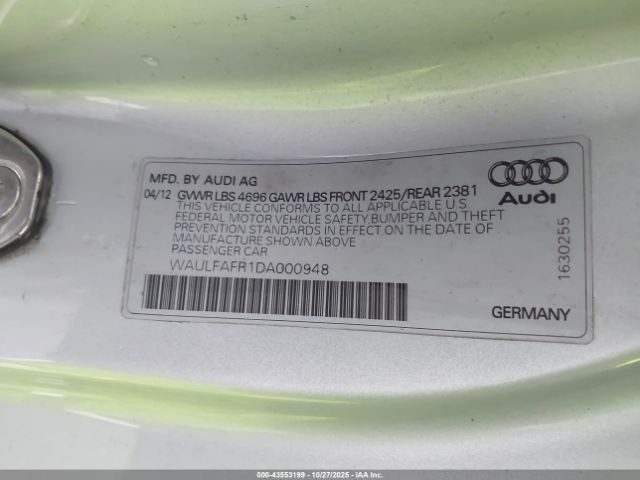 MFD. BY AUDI AG
04/12 GVWR LBS 4696 GAWR LBS FRONT 2425/REAR 2381
THIS VEHICLE CONFORMS TO ALL APPLICABLE U.S.
FEDERAL MOTOR VEHICLE SAFETY,BUMPER AND THEFT
PREVENTION STANDARDS IN EFFECT ON THE DATE OF
MANUFACTURE SHOWN ABOVE
PASSENGER CAR
WAULFAFR1DA000948
Audi
1630255
GERMANY
000-43553199 - 10/27/2025 - IAA Inc.